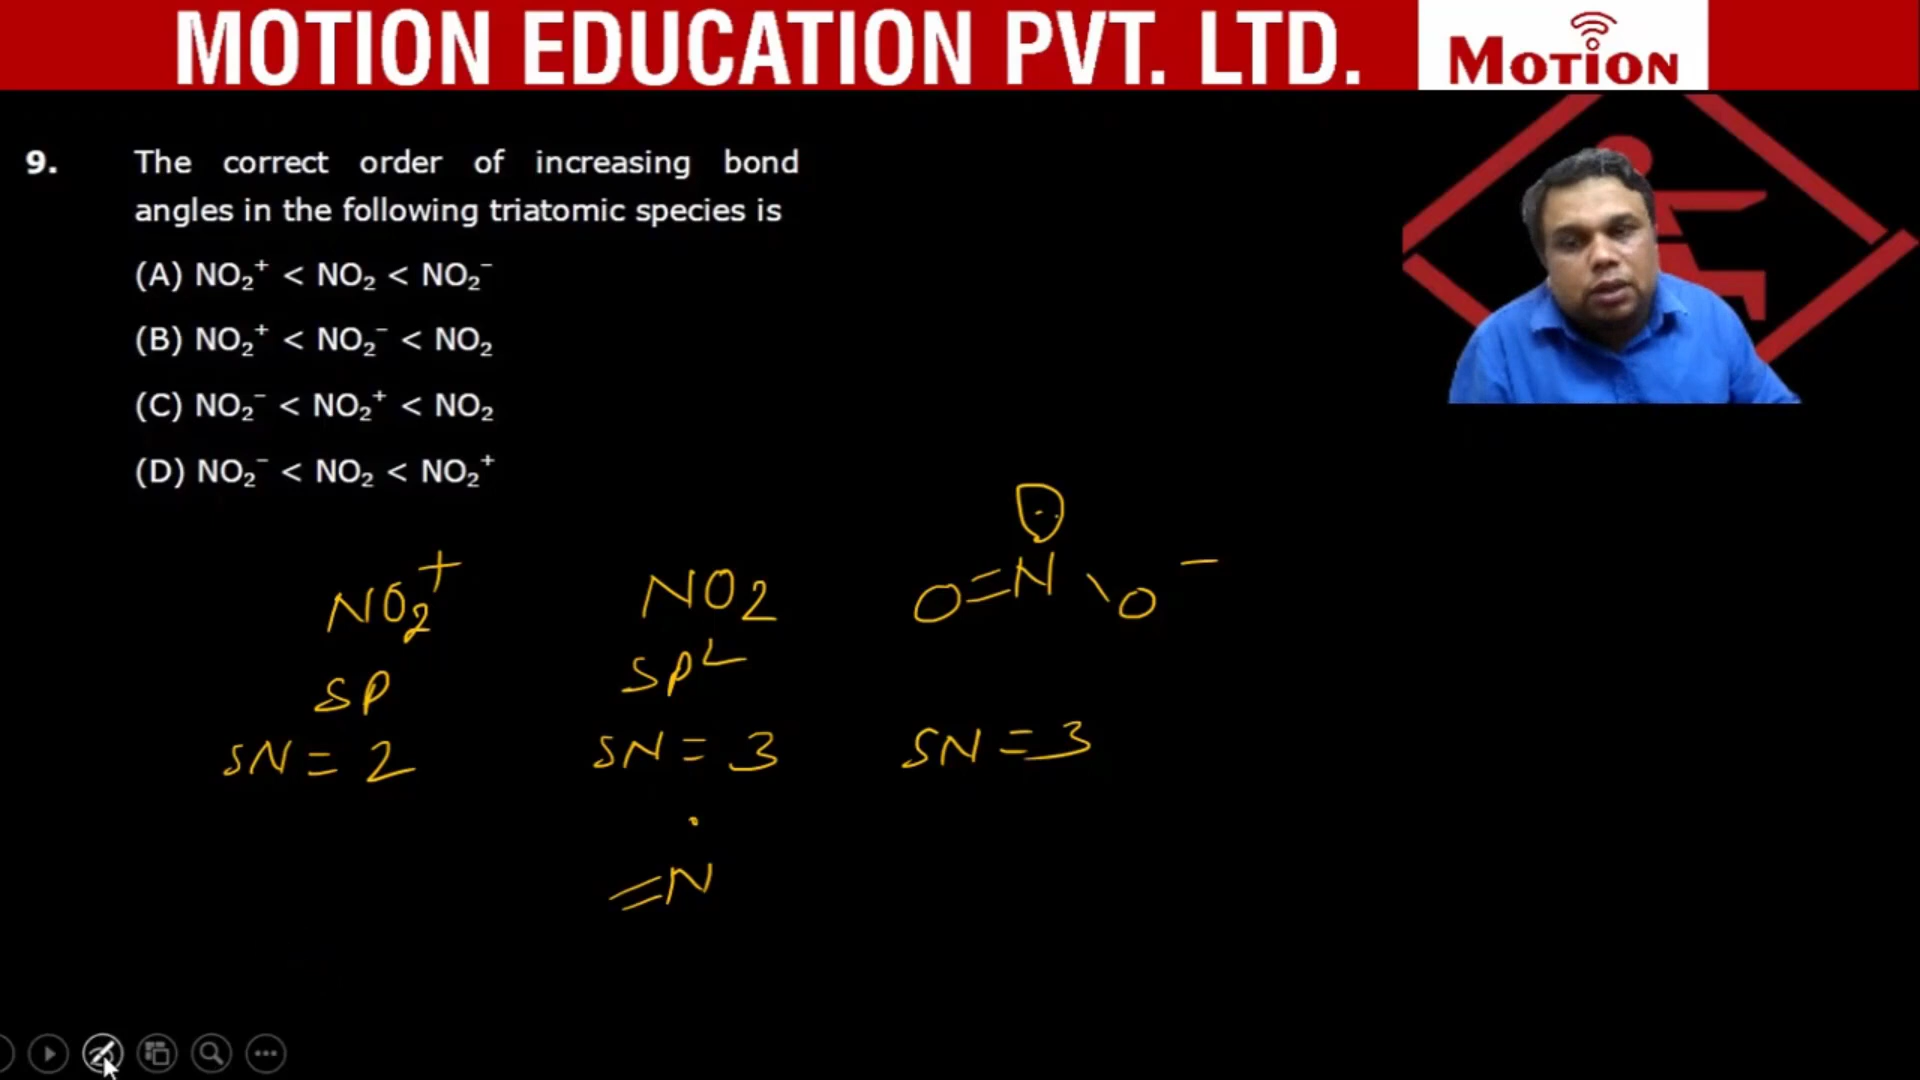 MOTION EDUCATION PVT. LTD.
MOTION
9. The correct order of increasing bond
angles in the following triatomic species is
(A) NO₂⁺ < NO₂ < NO₂⁻
(B) NO₂⁺ < NO₂⁻ < NO₂
(C) NO₂⁻ < NO₂⁺ < NO₂
(D) NO₂⁻ < NO₂ < NO₂⁺
NO₂⁺ NO2 O=N\O⁻
SP SP²
SN = 2 SN = 3 SN = 3
=N